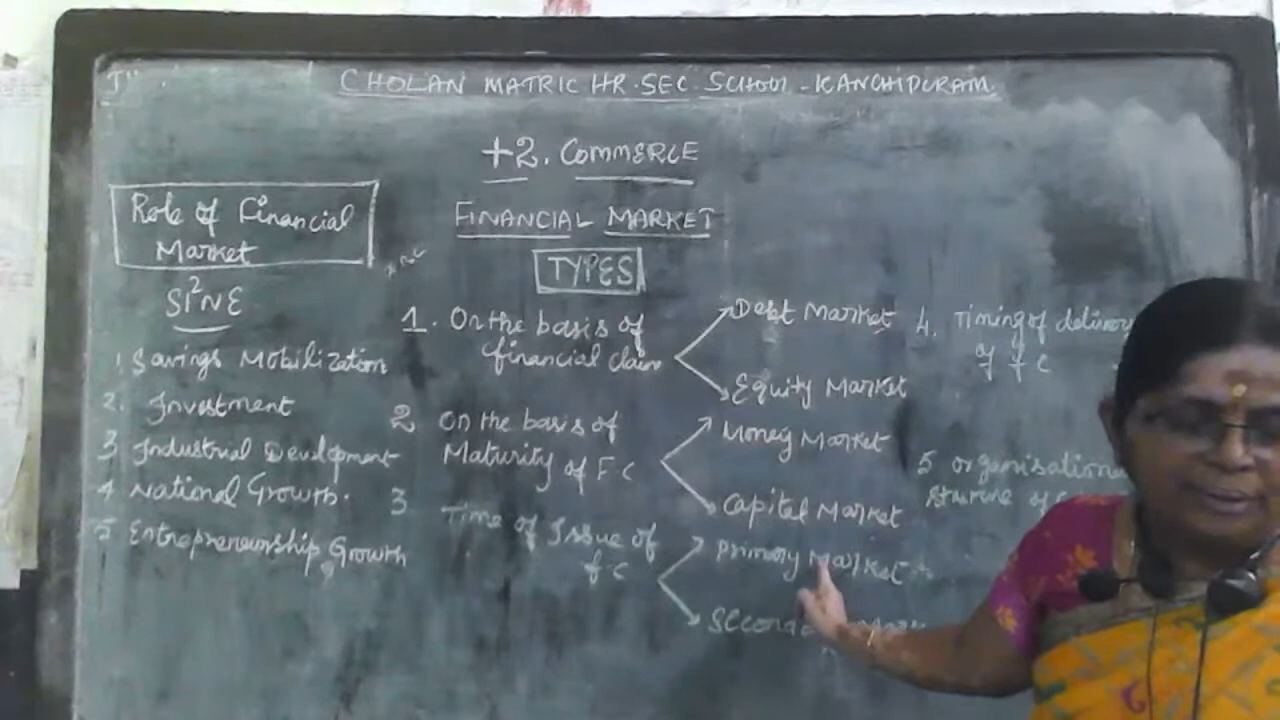 CHOLAN MATRIC HR.SEC.SCHOOL - KANCHIPURAM
+2. COMMERCE
FINANCIAL MARKET
TYPES
Role of Financial
Market
SI²NE
1. Savings Mobilization
2. Investment
3 Industrial Development
4 National Growth.
5 Entrepreneurship Growth
1. On the basis of
financial claim
Debt Market
Equity Market
2 On the basis of
Maturity of F C
Money Market
Capital Market
3. Time of Issue of
f c
Primary Market
4. Timing of delivery
of f c
5 organisationa
of